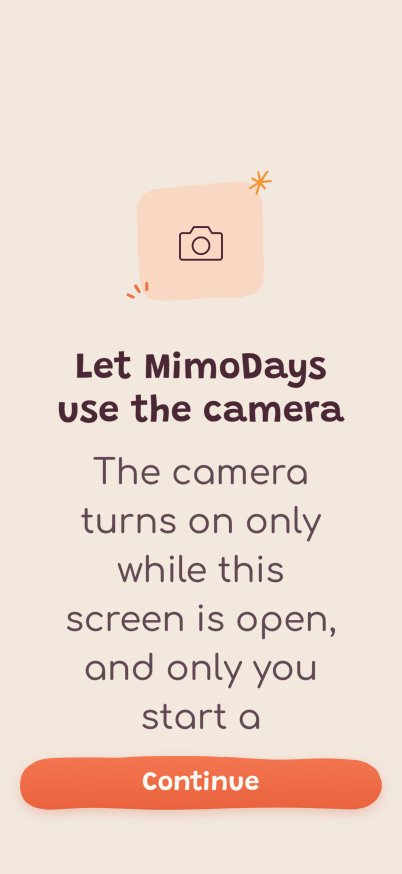 Let MimoDays
use the camera
The camera
turns on only
while this
screen is open,
and only you
start a
Continue